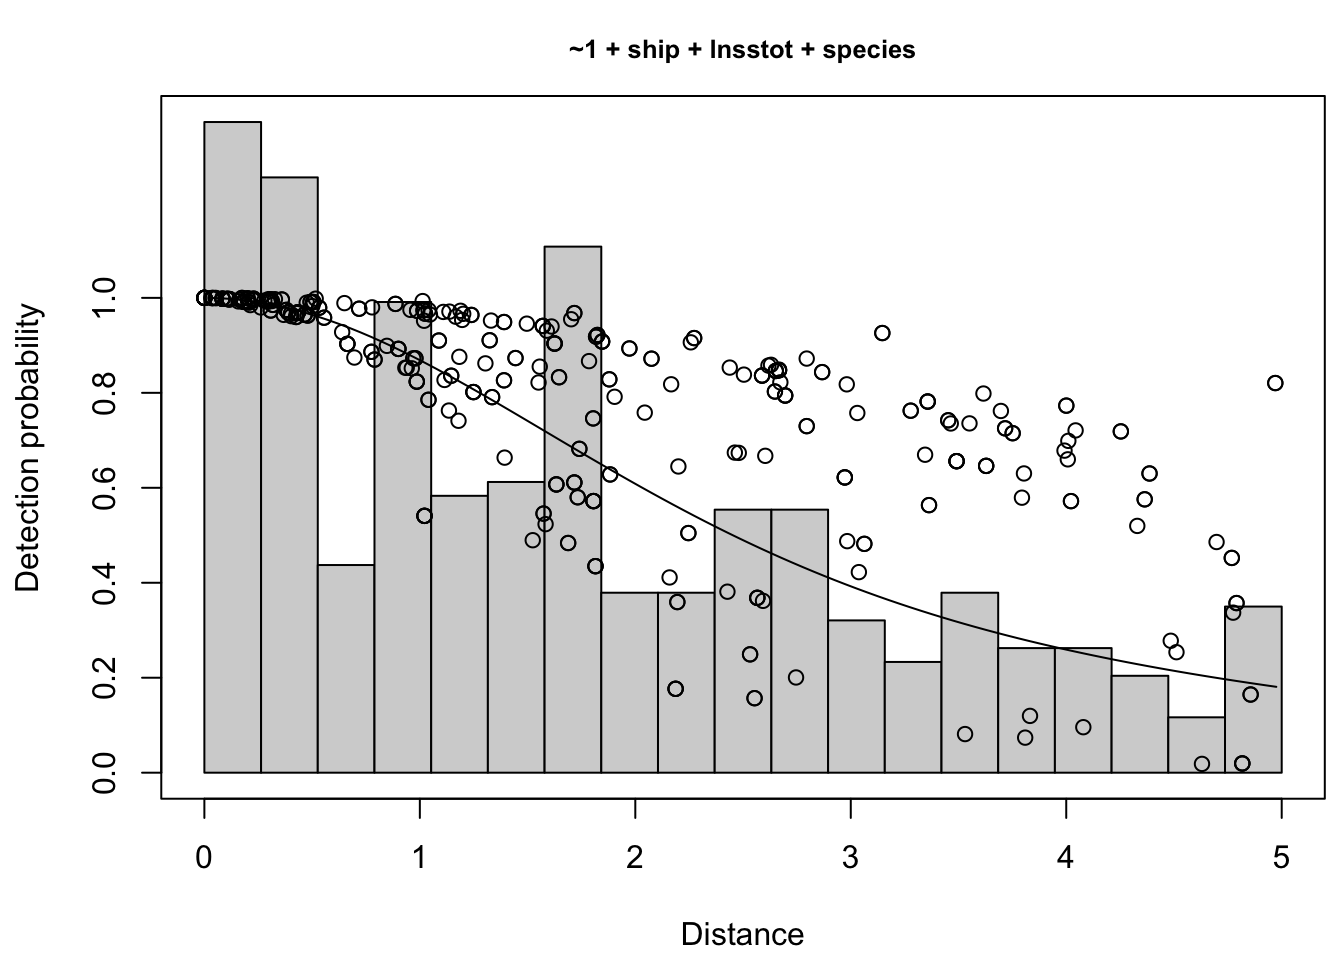 ~1 + ship + lnsstot + species
Detection probability
1.0
0.8
0.6
0.4
0.2
0.0
0 1 2 3 4 5
Distance